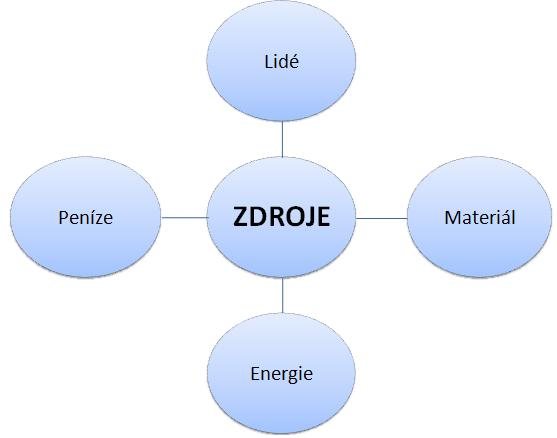 Lidé
Peníze
ZDROJE
Materiál
Energie